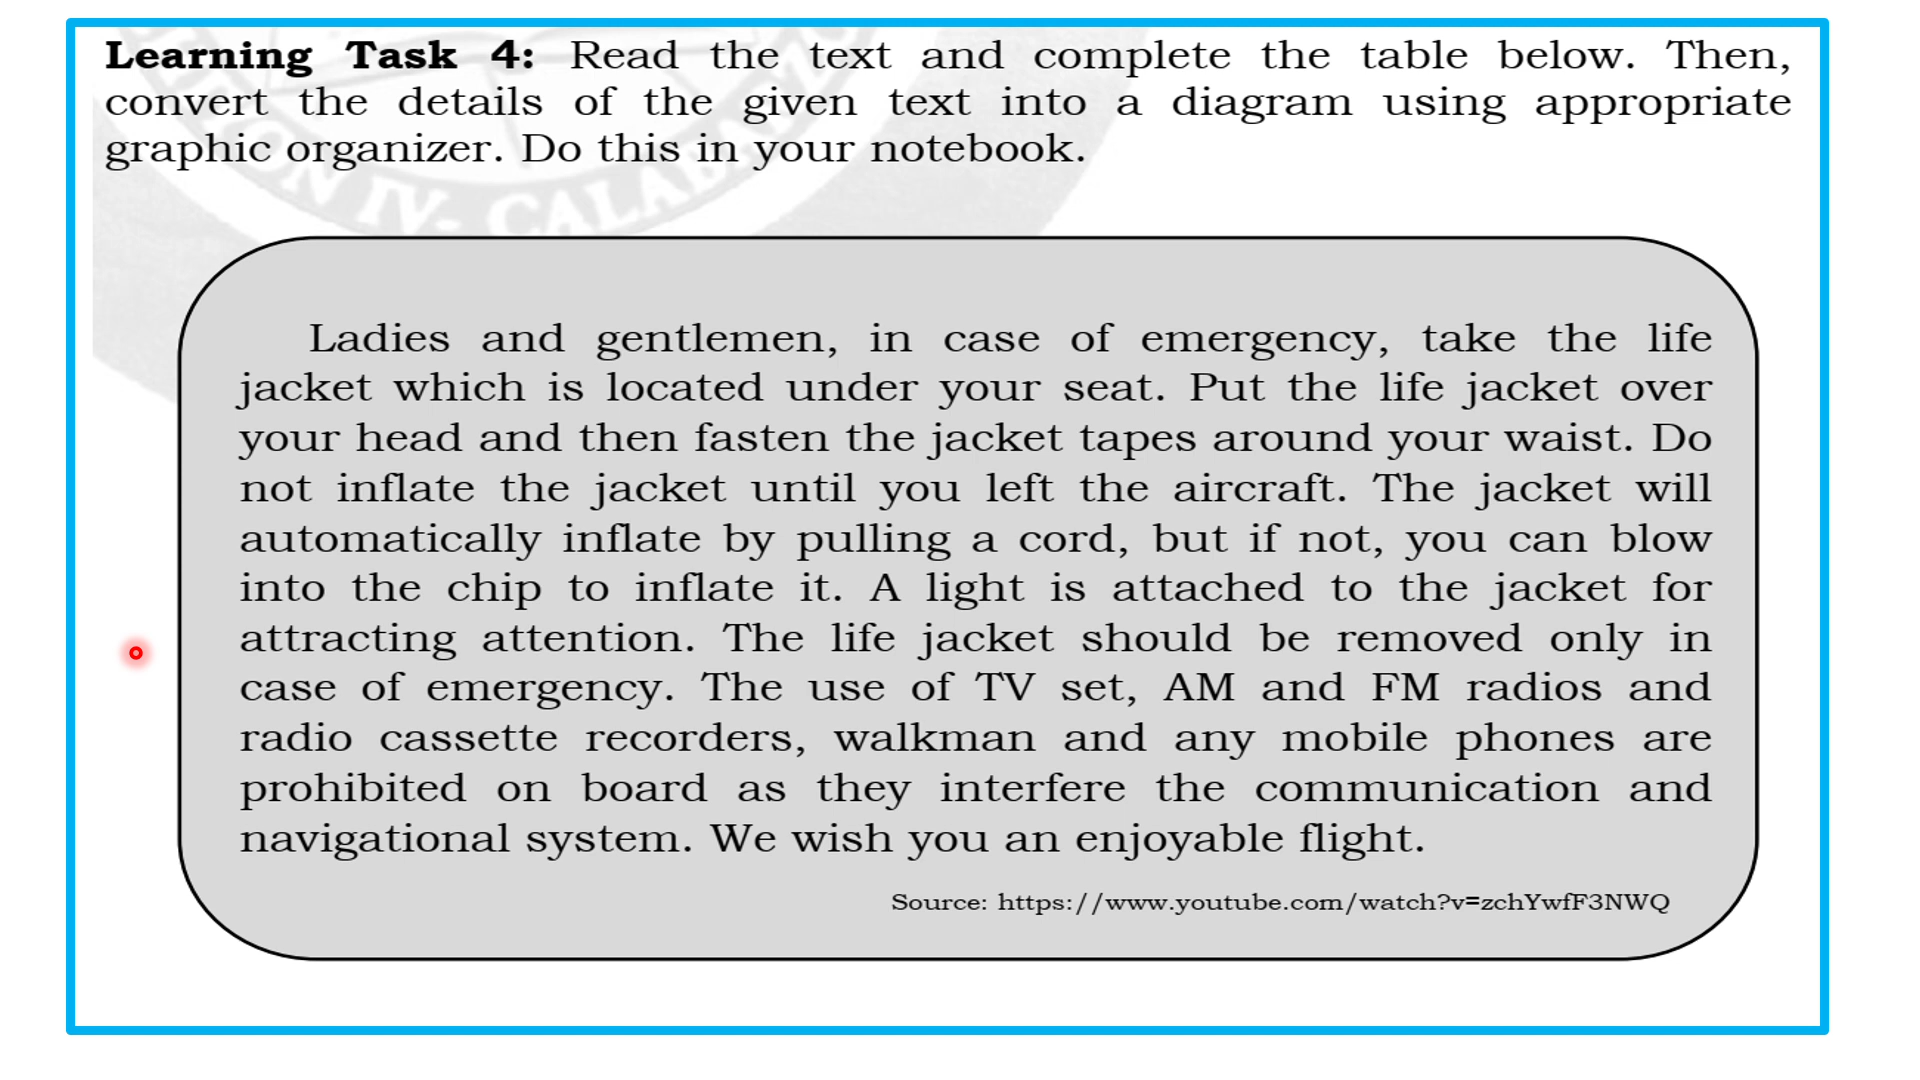 Learning Task 4: Read the text and complete the table below. Then,
convert the details of the given text into a diagram using appropriate
graphic organizer. Do this in your notebook.
ION IV- CALABARZON
Ladies and gentlemen, in case of emergency, take the life
jacket which is located under your seat. Put the life jacket over
your head and then fasten the jacket tapes around your waist. Do
not inflate the jacket until you left the aircraft. The jacket will
automatically inflate by pulling a cord, but if not, you can blow
into the chip to inflate it. A light is attached to the jacket for
attracting attention. The life jacket should be removed only in
case of emergency. The use of TV set, AM and FM radios and
radio cassette recorders, walkman and any mobile phones are
prohibited on board as they interfere the communication and
navigational system. We wish you an enjoyable flight.
Source: https://www.youtube.com/watch?v=zchYwfF3NWQ